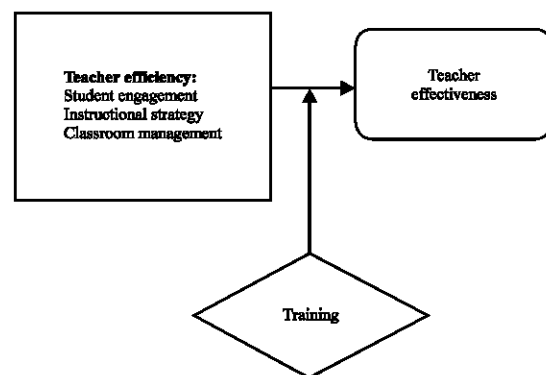 Teacher efficiency:
Student engagement
Instructional strategy
Classroom management
Teacher
effectiveness
Training